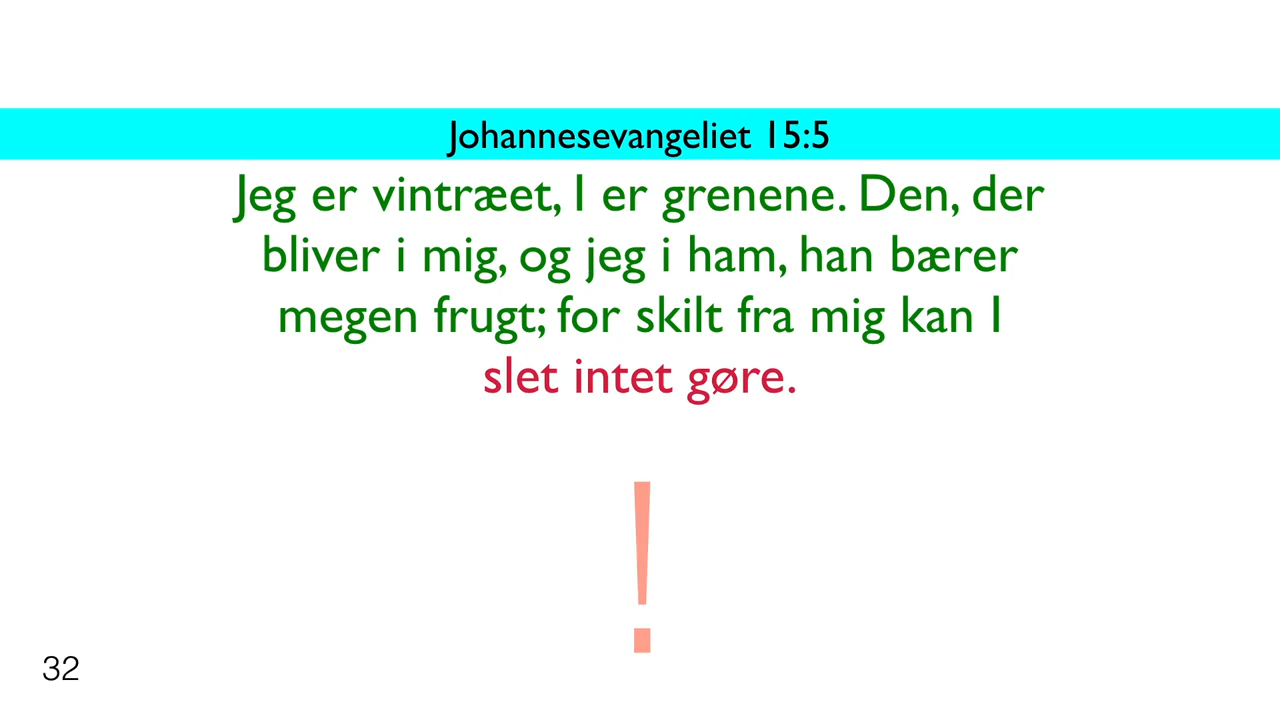 Johannesevangeliet 15:5
Jeg er vintræet, I er grenene. Den, der
bliver i mig, og jeg i ham, han bærer
megen frugt; for skilt fra mig kan I
slet intet gøre.
!
32